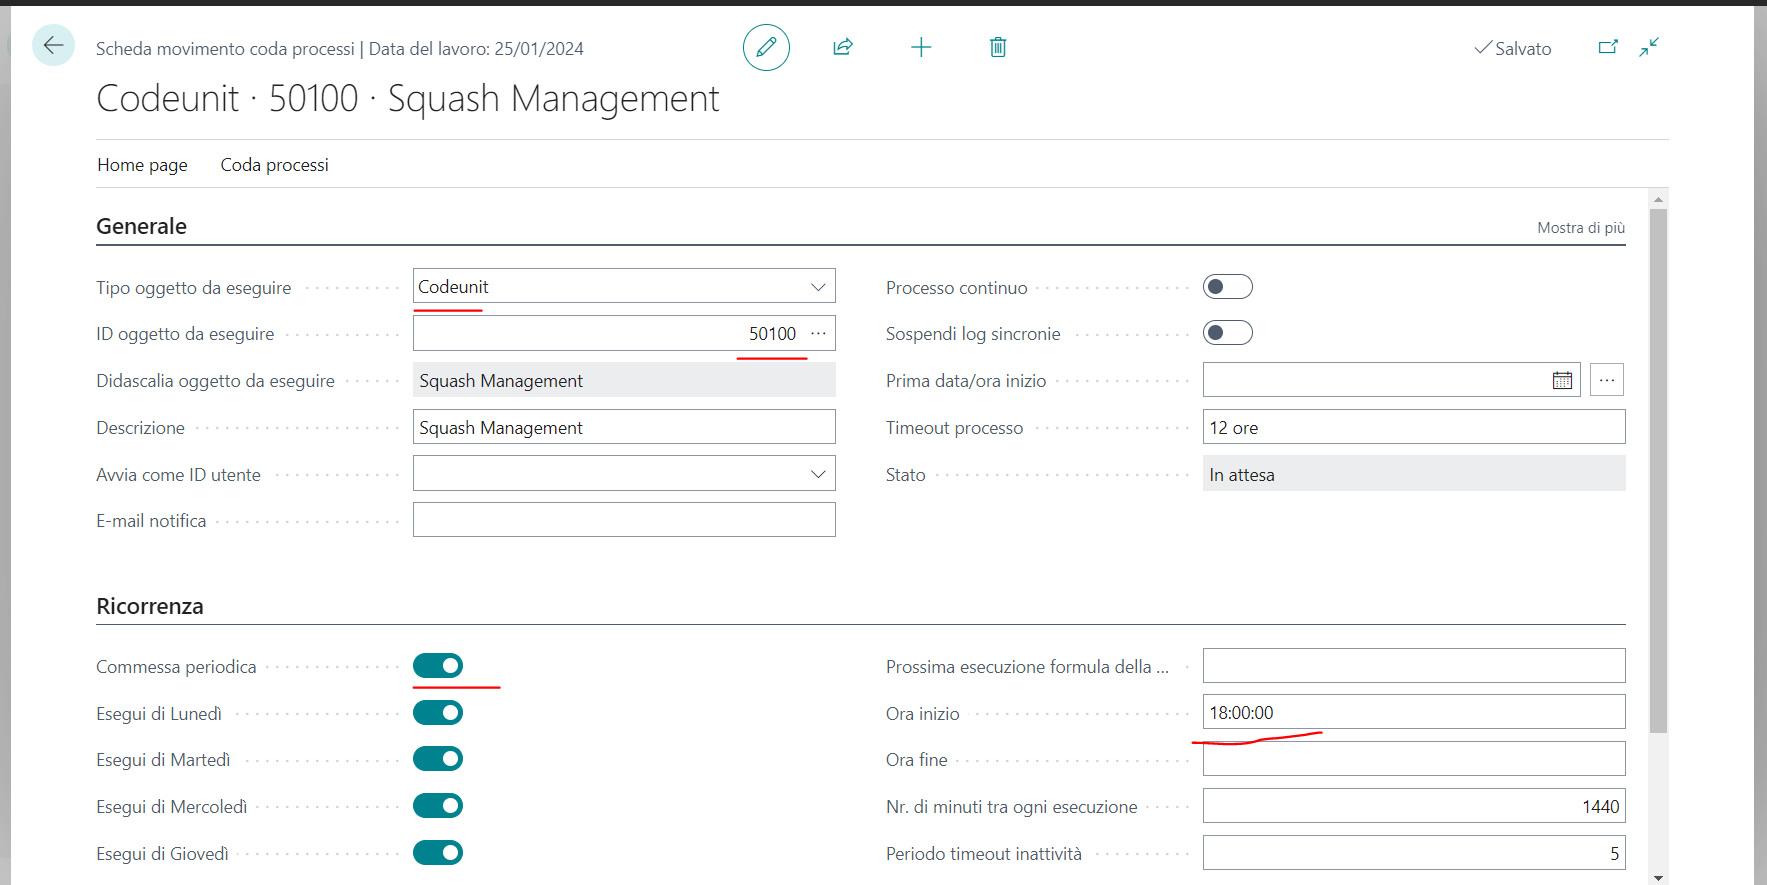 Scheda movimento coda processi | Data del lavoro: 25/01/2024
Salvato
Codeunit · 50100 · Squash Management
Home page Coda processi
Generale
Mostra di più
Tipo oggetto da eseguire Codeunit
ID oggetto da eseguire 50100
Didascalia oggetto da eseguire Squash Management
Descrizione Squash Management
Avvia come ID utente
E-mail notifica
Processo continuo
Sospendi log sincronie
Prima data/ora inizio
Timeout processo 12 ore
Stato In attesa
Ricorrenza
Commessa periodica
Esegui di Lunedì
Esegui di Martedì
Esegui di Mercoledì
Esegui di Giovedì
Prossima esecuzione formula della ...
Ora inizio 18:00:00
Ora fine
Nr. di minuti tra ogni esecuzione 1440
Periodo timeout inattività 5